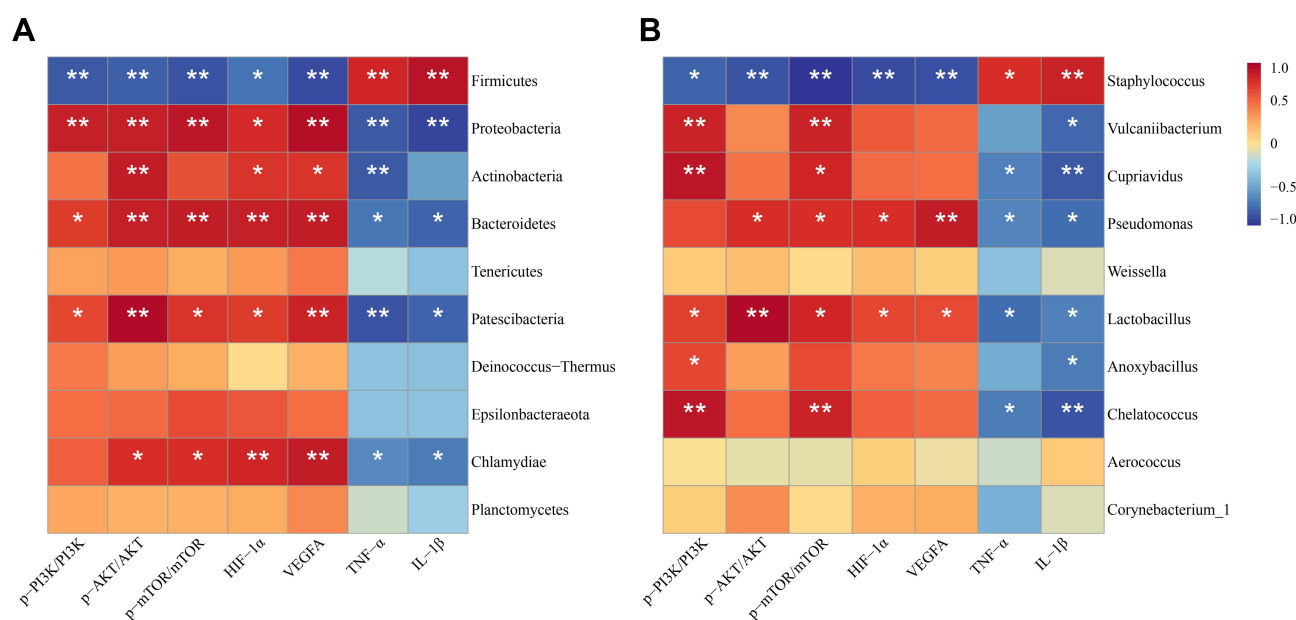 A
** ** ** * ** ** ** Firmicutes
** ** ** * ** ** ** Proteobacteria
** * * ** Actinobacteria
* ** ** ** ** * * Bacteroidetes
Tenericutes
* ** * * ** ** * Patescibacteria
Deinococcus−Thermus
Epsilonbacteraeota
* * ** ** * * Chlamydiae
Planctomycetes
p−PI3K/PI3K p−AKT/AKT p−mTOR/mTOR HIF−1α VEGFA TNF−α IL−1β
B
* ** ** ** ** * ** Staphylococcus
** ** * Vulcaniibacterium
** * * ** Cupriavidus
* * * ** * * Pseudomonas
Weissella
* ** * * * * * Lactobacillus
* * Anoxybacillus
** ** * ** Chelatococcus
Aerococcus
Corynebacterium_1
p−PI3K/PI3K p−AKT/AKT p−mTOR/mTOR HIF−1α VEGFA TNF−α IL−1β
1.0
0.5
0
−0.5
−1.0